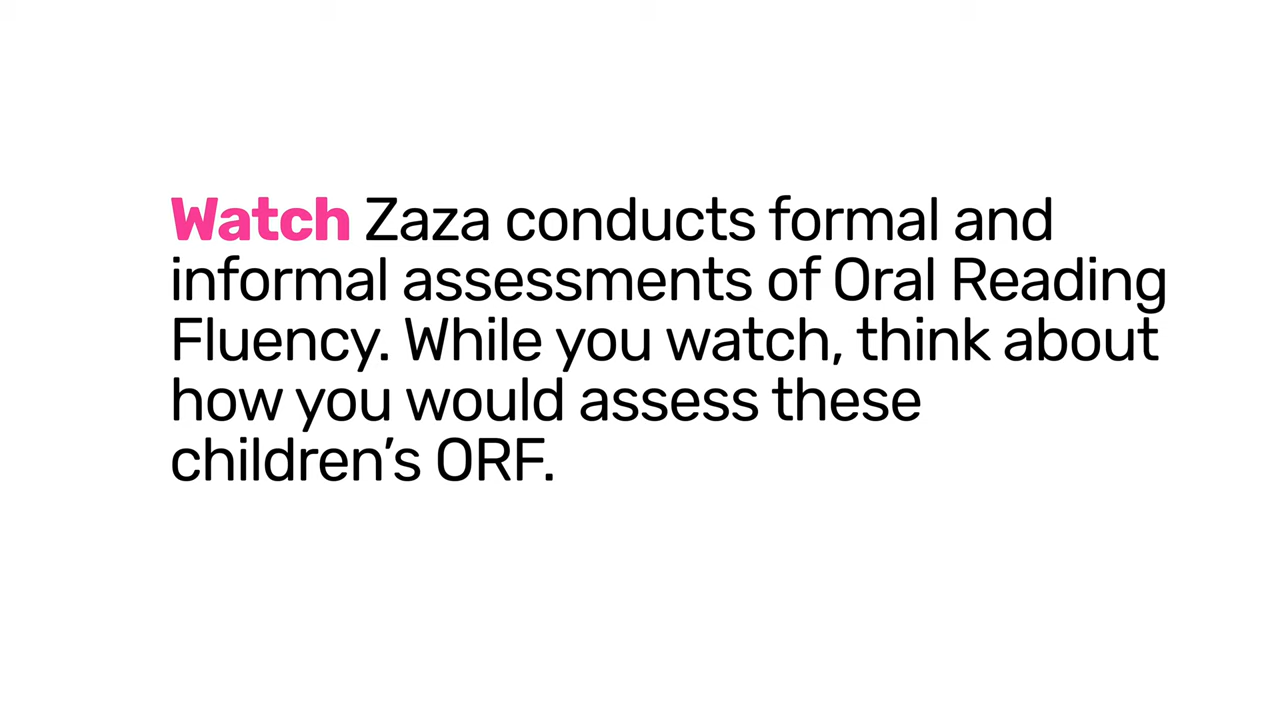 Watch Zaza conducts formal and
informal assessments of Oral Reading
Fluency. While you watch, think about
how you would assess these
children’s ORF.